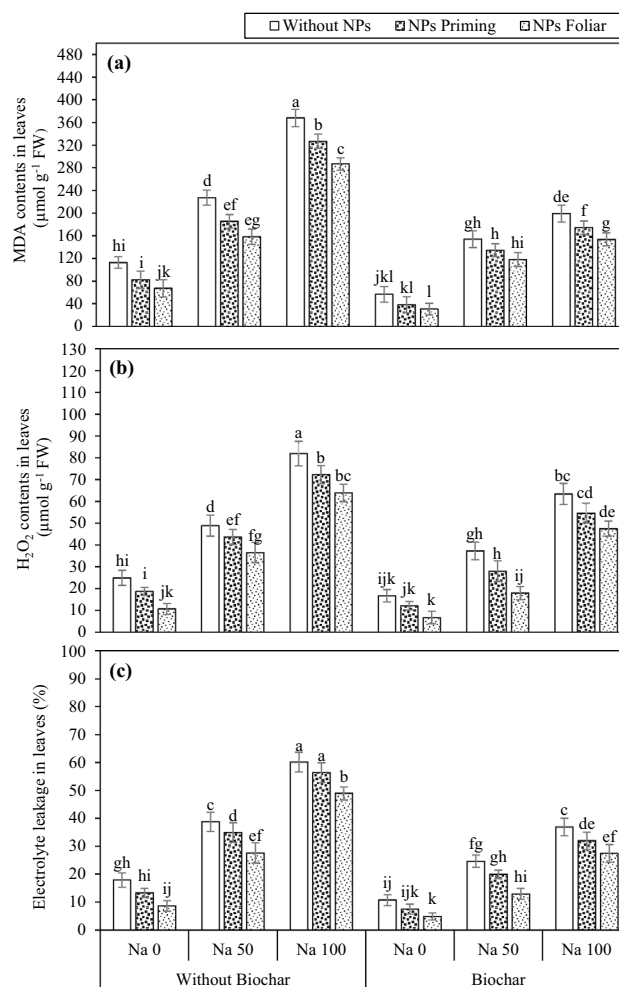 Without NPs NPs Priming NPs Foliar
(a)
MDA contents in leaves
(μmol g-1 FW)
480
440
400
360
320
280
240
200
160
120
80
40
0
hi i jk d ef eg a b c jkl kl l gh h hi de f g
(b)
H2O2 contents in leaves
(μmol g-1 FW)
130
120
110
100
90
80
70
60
50
40
30
20
10
0
hi i jk d ef fg a b bc ijk jk k gh h ij bc cd de
(c)
Electrolyte leakage in leaves (%)
100
90
80
70
60
50
40
30
20
10
0
gh hi ij c d ef a a b ij ijk k fg gh hi c de ef
Na 0 Na 50 Na 100 Na 0 Na 50 Na 100
Without Biochar Biochar